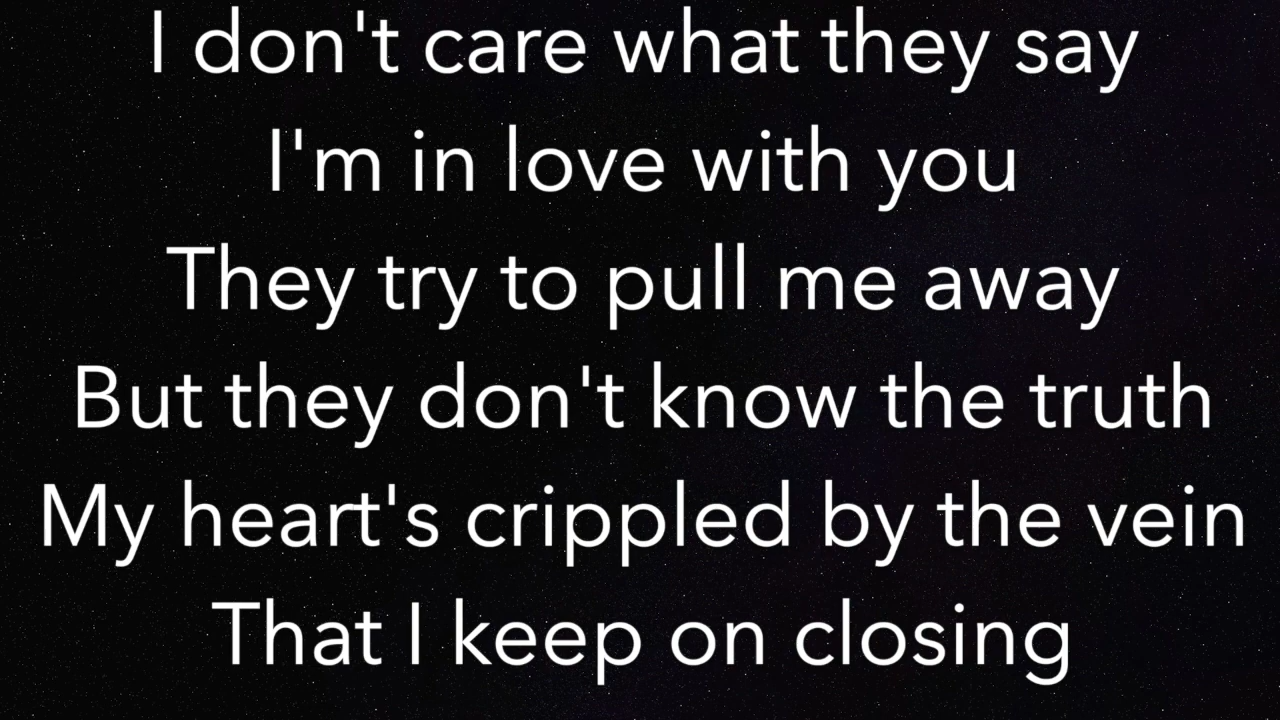 I don't care what they say
I'm in love with you
They try to pull me away
But they don't know the truth
My heart's crippled by the vein
That I keep on closing